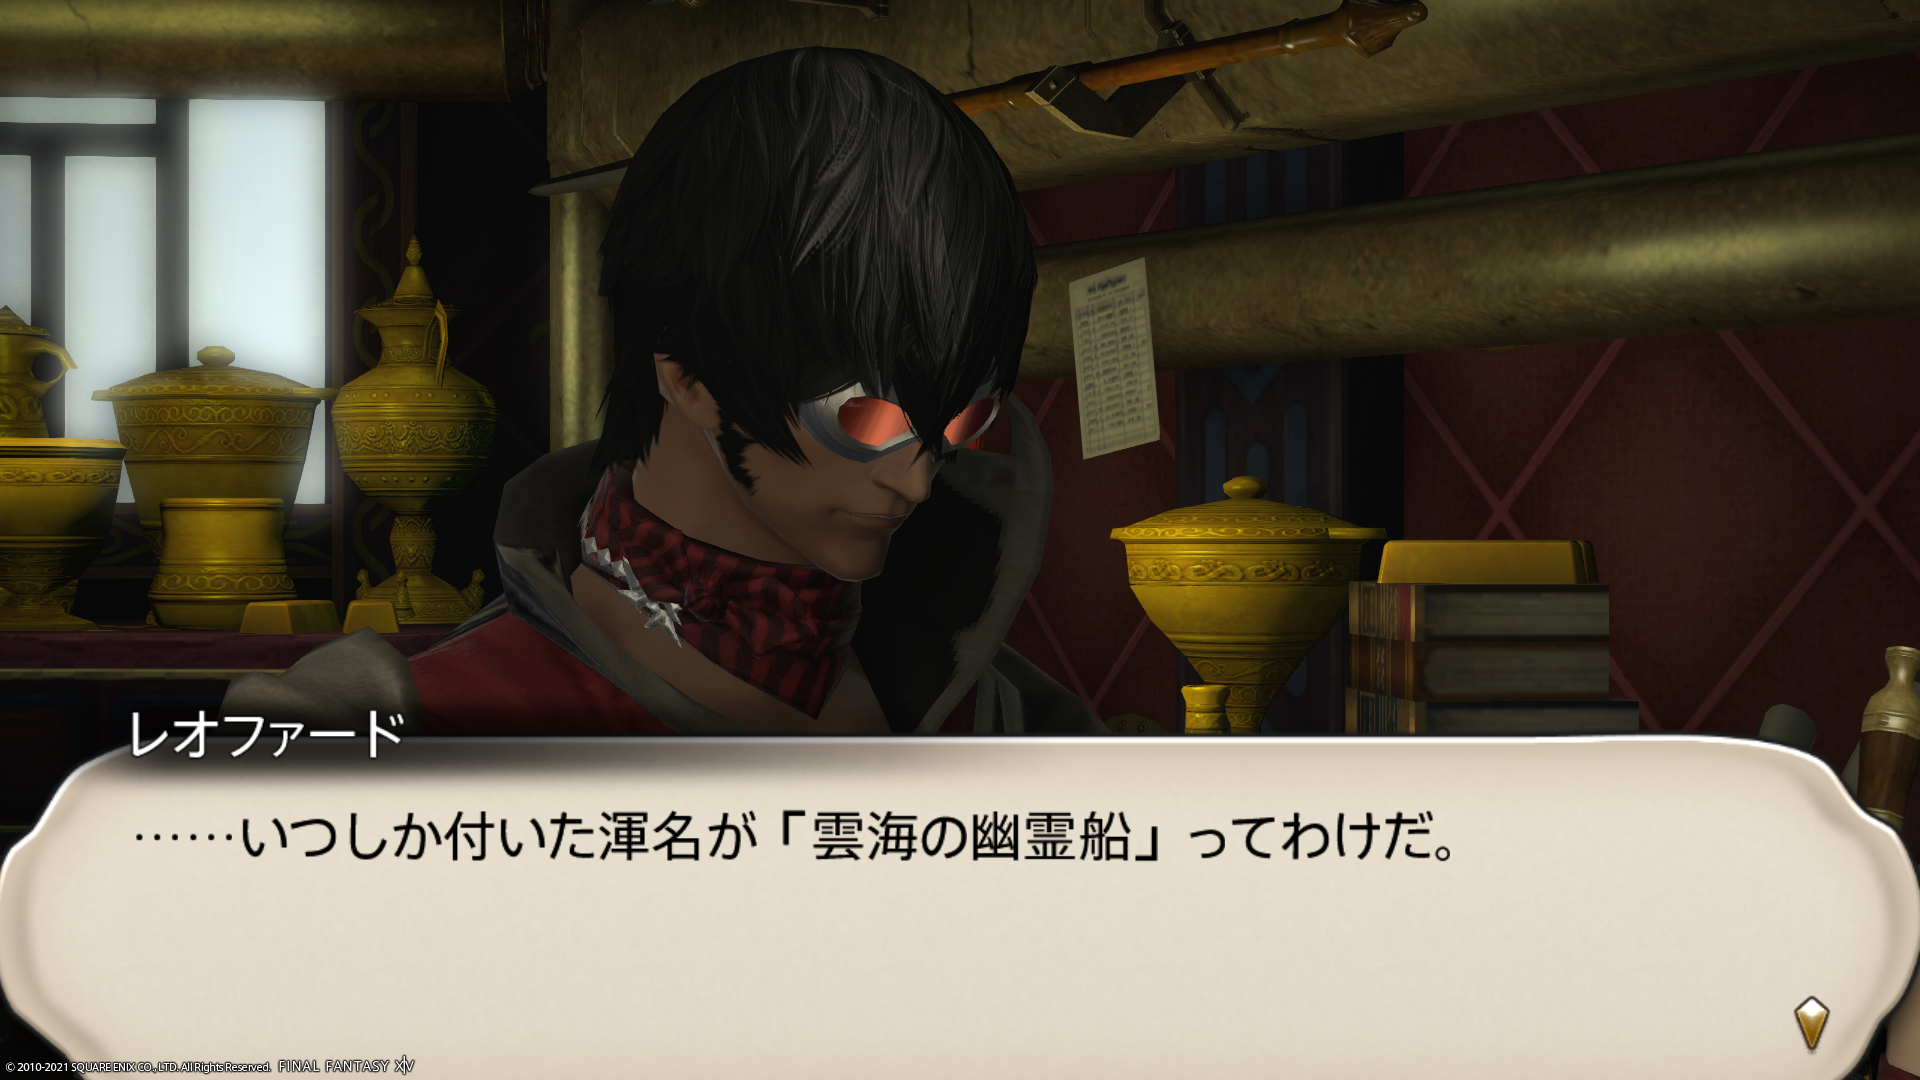 レオファード
……いつしか付いた渾名が「雲海の幽霊船」ってわけだ。
© 2010-2021 SQUARE ENIX CO., LTD. All Rights Reserved. FINAL FANTASY XIV